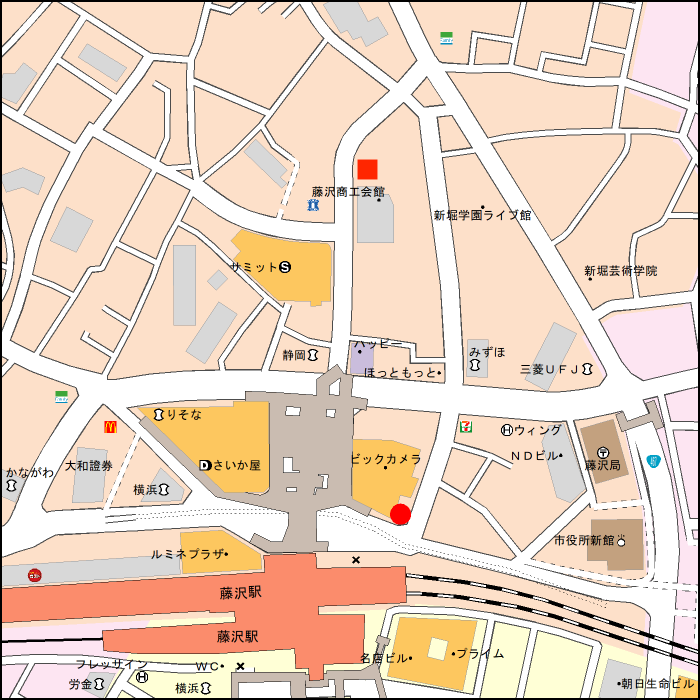 藤沢商工会館
新堀学園ライブ館
サミット
S
新堀芸術学院
ハッピー
静岡
みずほ
ほっともっと
三菱UFJ
りそな
ウィング
H
ビックカメラ
NDビル
かながわ
大和證券
D
さいか屋
藤沢局
横浜
市役所新館
ルミネプラザ
藤沢駅
藤沢駅
フレッサイン
H
WC
名店ビル
プライム
労金
横浜
朝日生命ビル